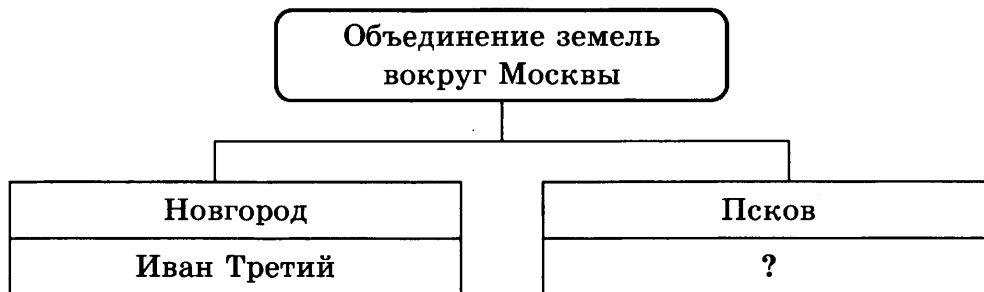 Объединение земель
вокруг Москвы
Новгород
Псков
Иван Третий
?